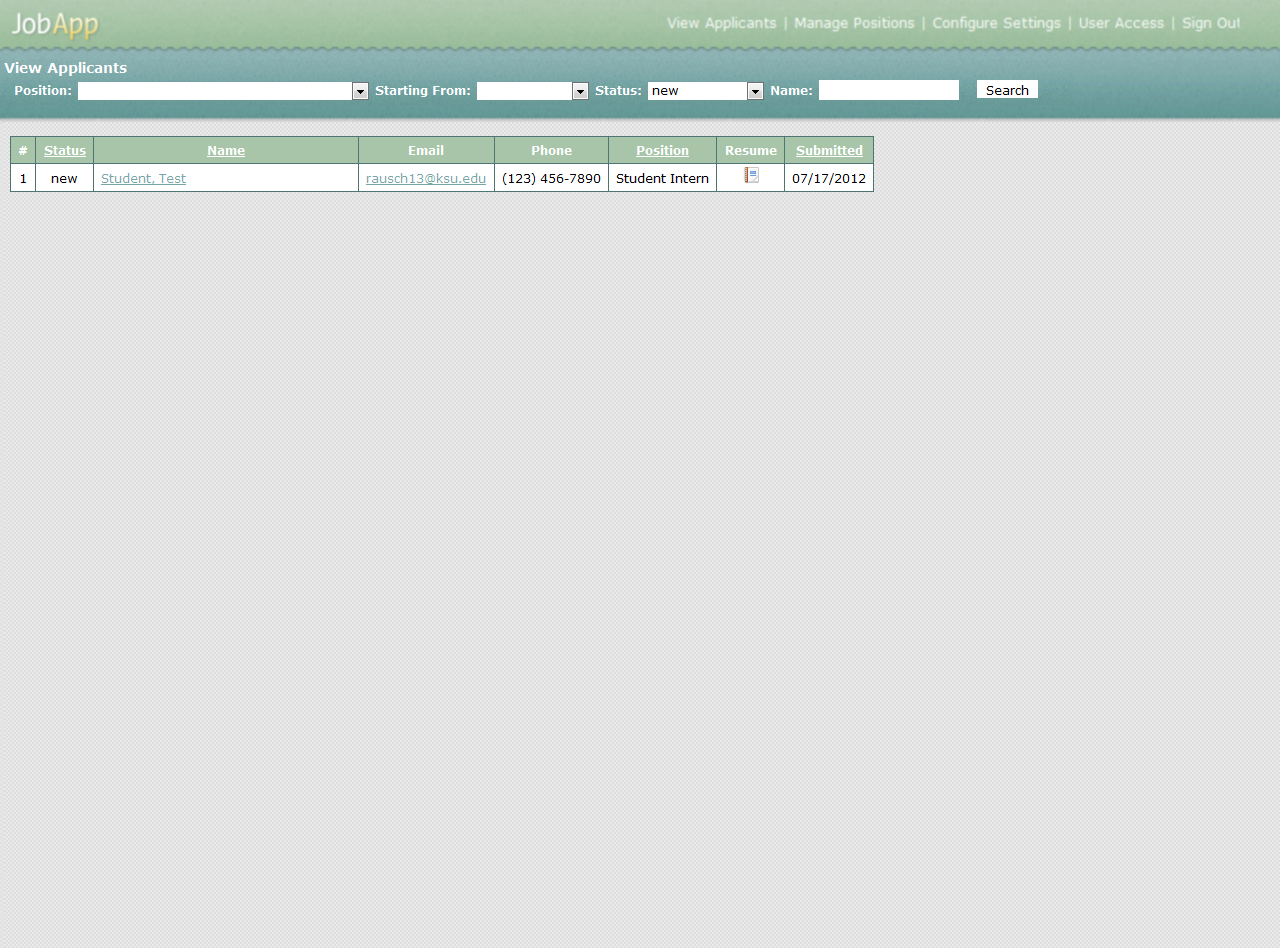 JobApp
View Applicants | Manage Positions | Configure Settings | User Access | Sign Out
View Applicants
Position: Starting From: Status: new Name: Search
# Status Name Email Phone Position Resume Submitted
1 new Student, Test rausch13@ksu.edu (123) 456-7890 Student Intern 07/17/2012